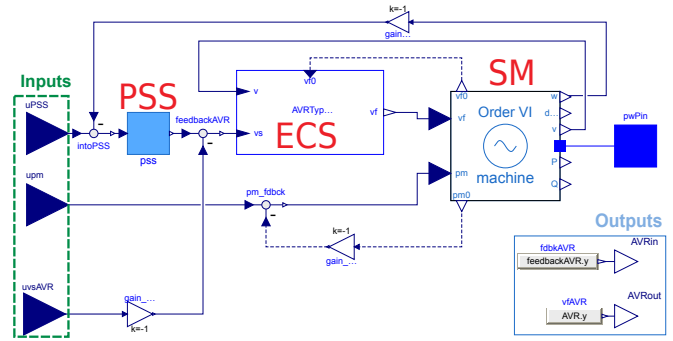 k=-1
gain_...
Inputs
uPSS
PSS
intoPSS
pss
feedbackAVR
vf0
v
AVRTyp...
vf
vs
ECS
SM
vf0
w
Order VI
d...
vf
v
pm
P
machine
Q
pm0
pwPin
upm
pm_fdbck
k=-1
gain_...
uvsAVR
gain_...
k=-1
Outputs
fdbkAVR
AVRin
feedbackAVR.y
vfAVR
AVRout
AVR.y